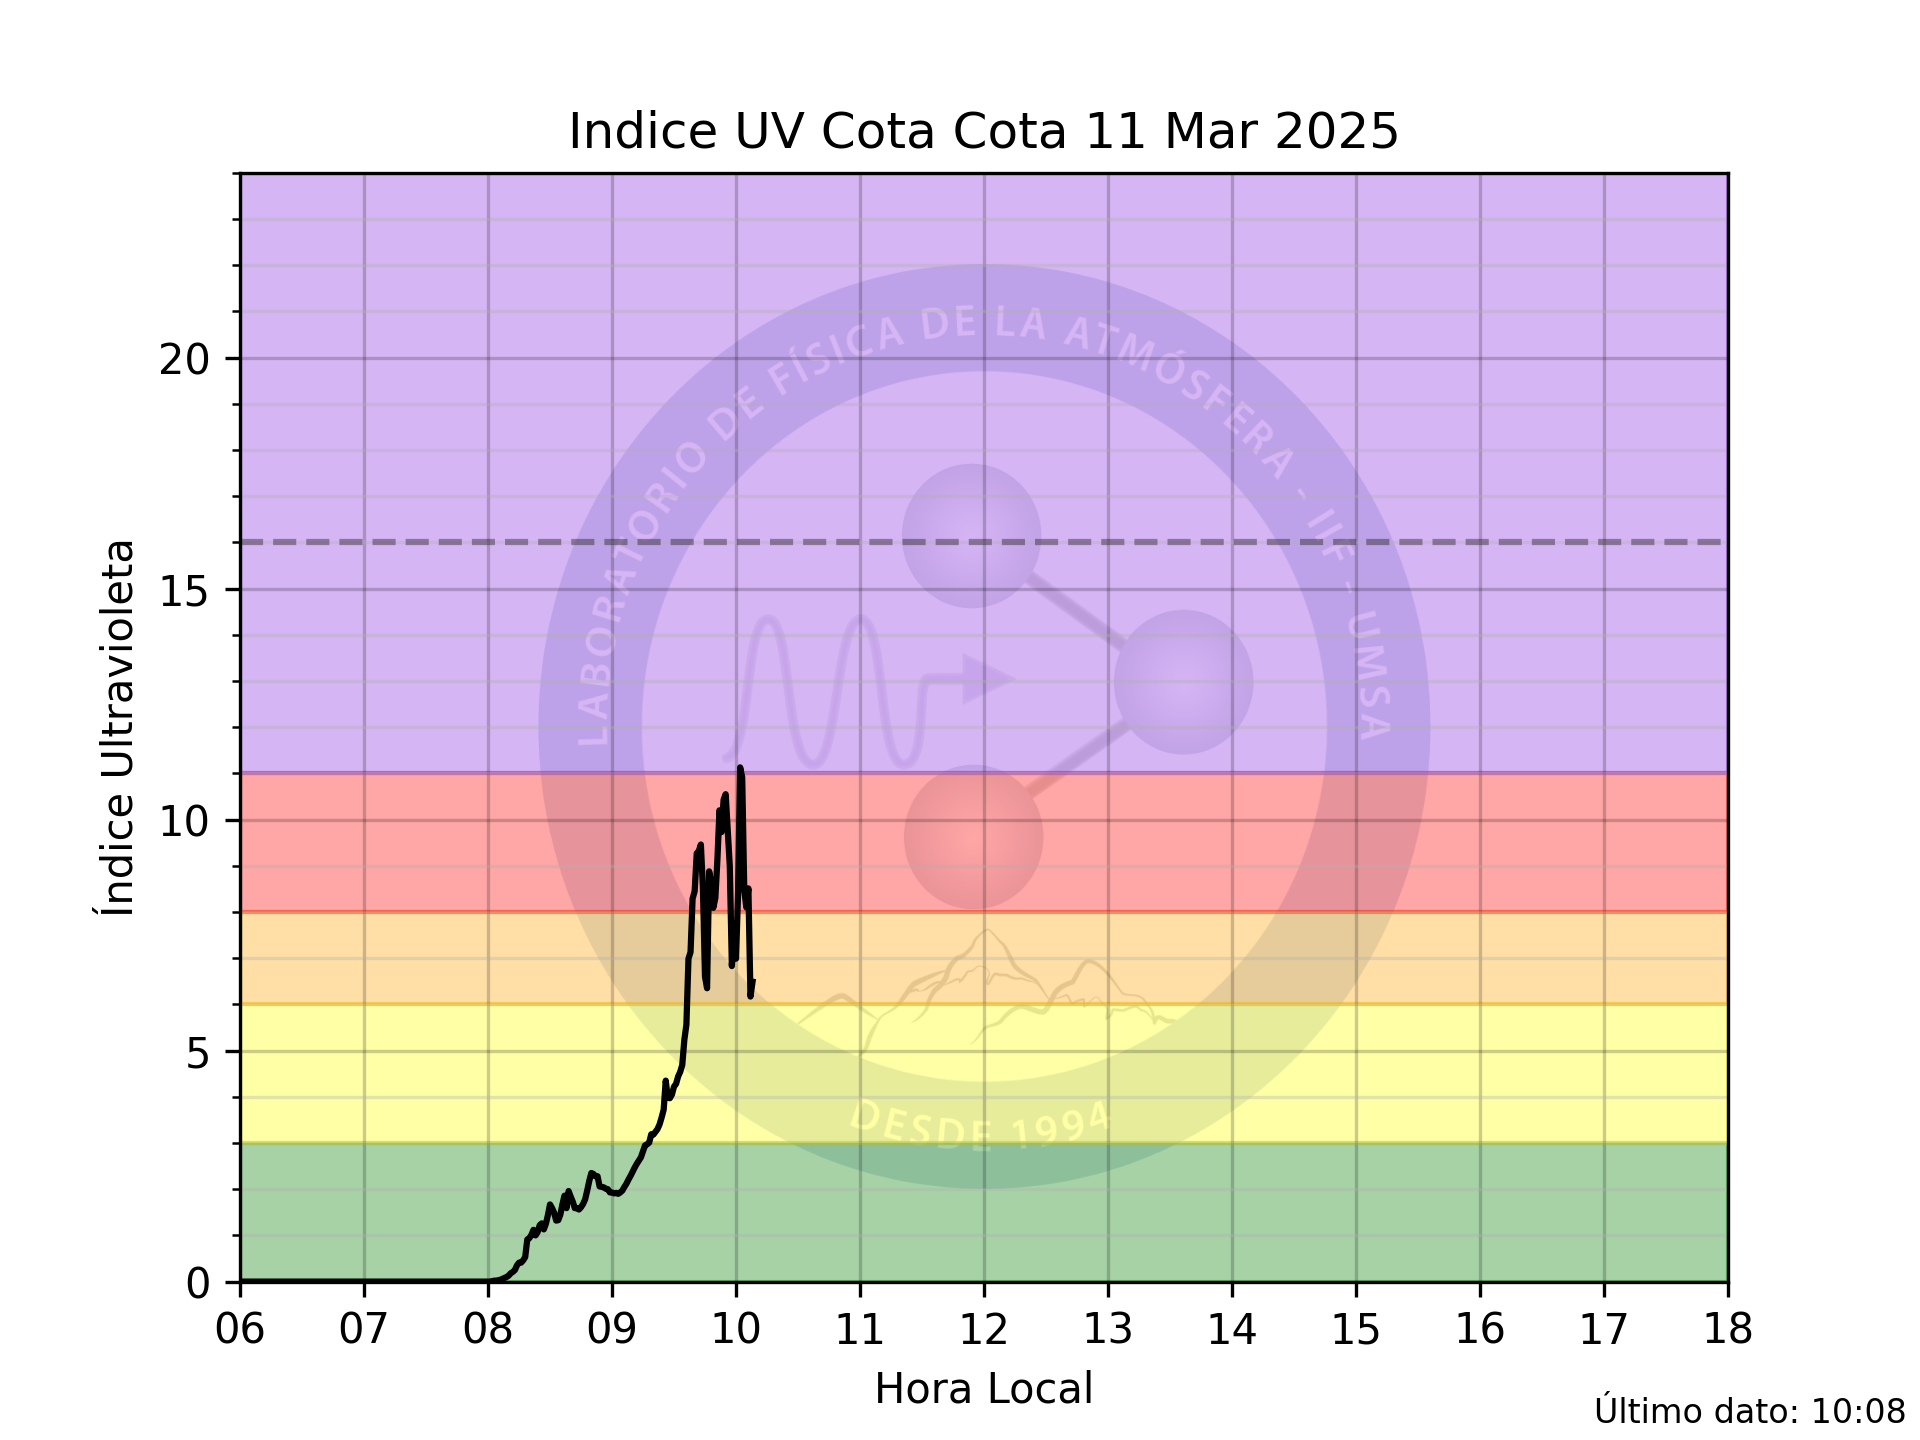 Indice UV Cota Cota 11 Mar 2025
Índice Ultravioleta
20
15
10
5
0
LABORATORIO DE FÍSICA DE LA ATMÓSFERA - IIF - UMSA
DESDE 1994
06 07 08 09 10 11 12 13 14 15 16 17 18
Hora Local
Último dato: 10:08